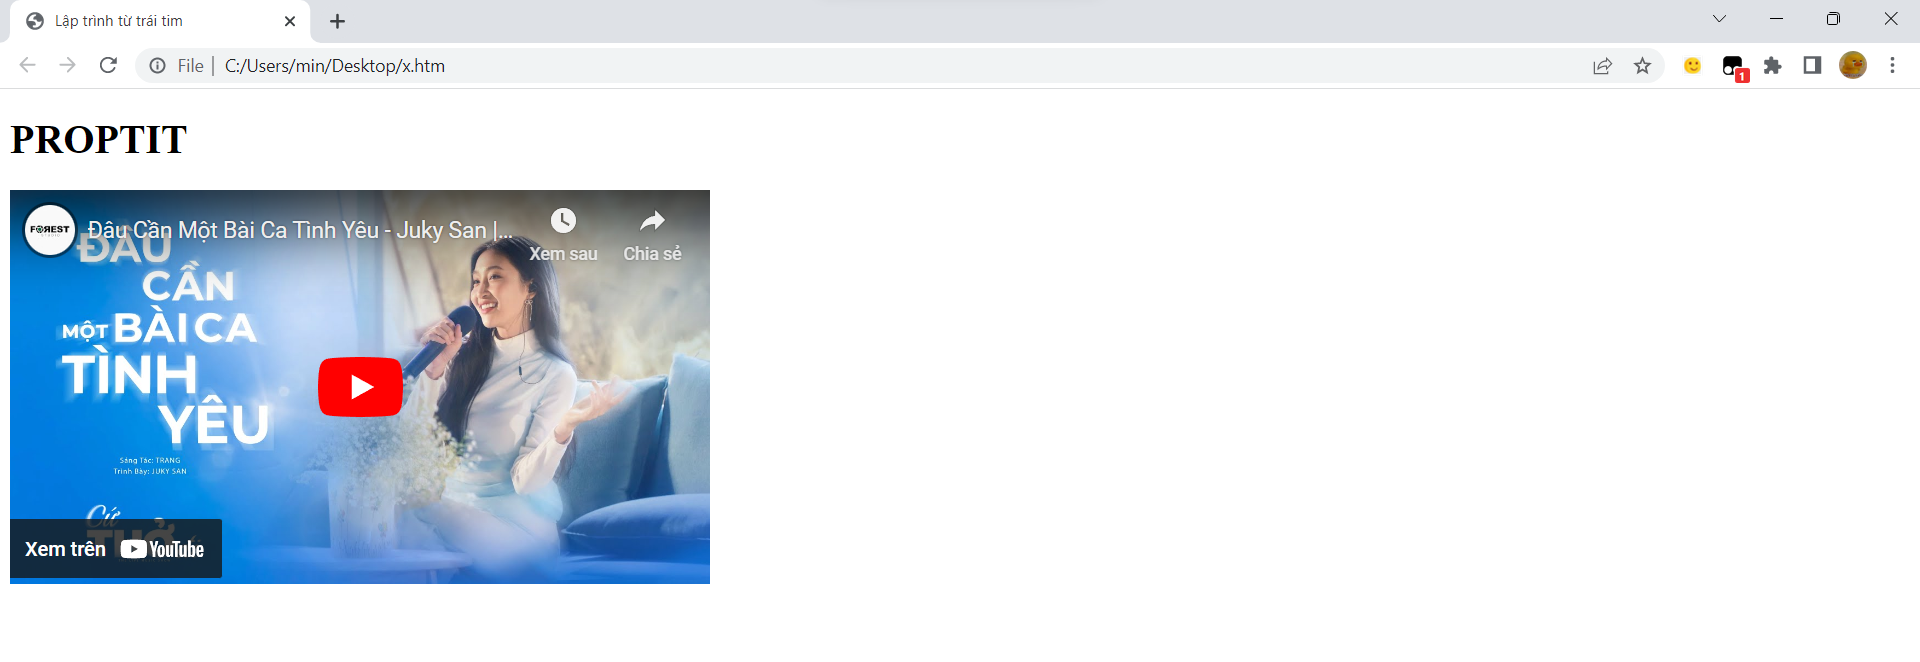 Lập trình từ trái tim
File
C:/Users/min/Desktop/x.htm
1
PROPTIT
FOREST
STUDIO
Đâu Cần Một Bài Ca Tình Yêu - Juky San |...
Xem sau
Chia sẻ
ĐÂU
CẦN
MỘT BÀI CA
TÌNH
YÊU
Sáng Tác: TRANG
Trình Bày: JUKY SAN
Cứ
Xem trên YouTube